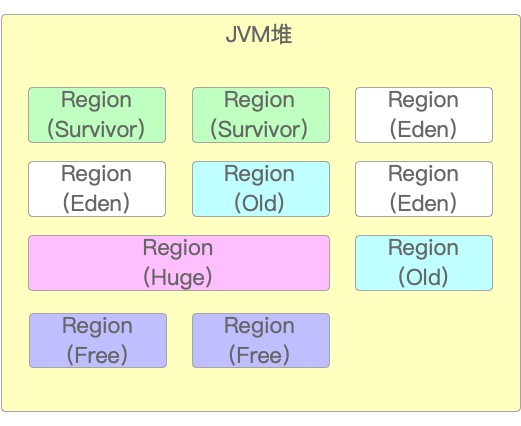 JVM堆
Region
(Survivor)
Region
(Survivor)
Region
(Eden)
Region
(Eden)
Region
(Old)
Region
(Eden)
Region
(Huge)
Region
(Old)
Region
(Free)
Region
(Free)